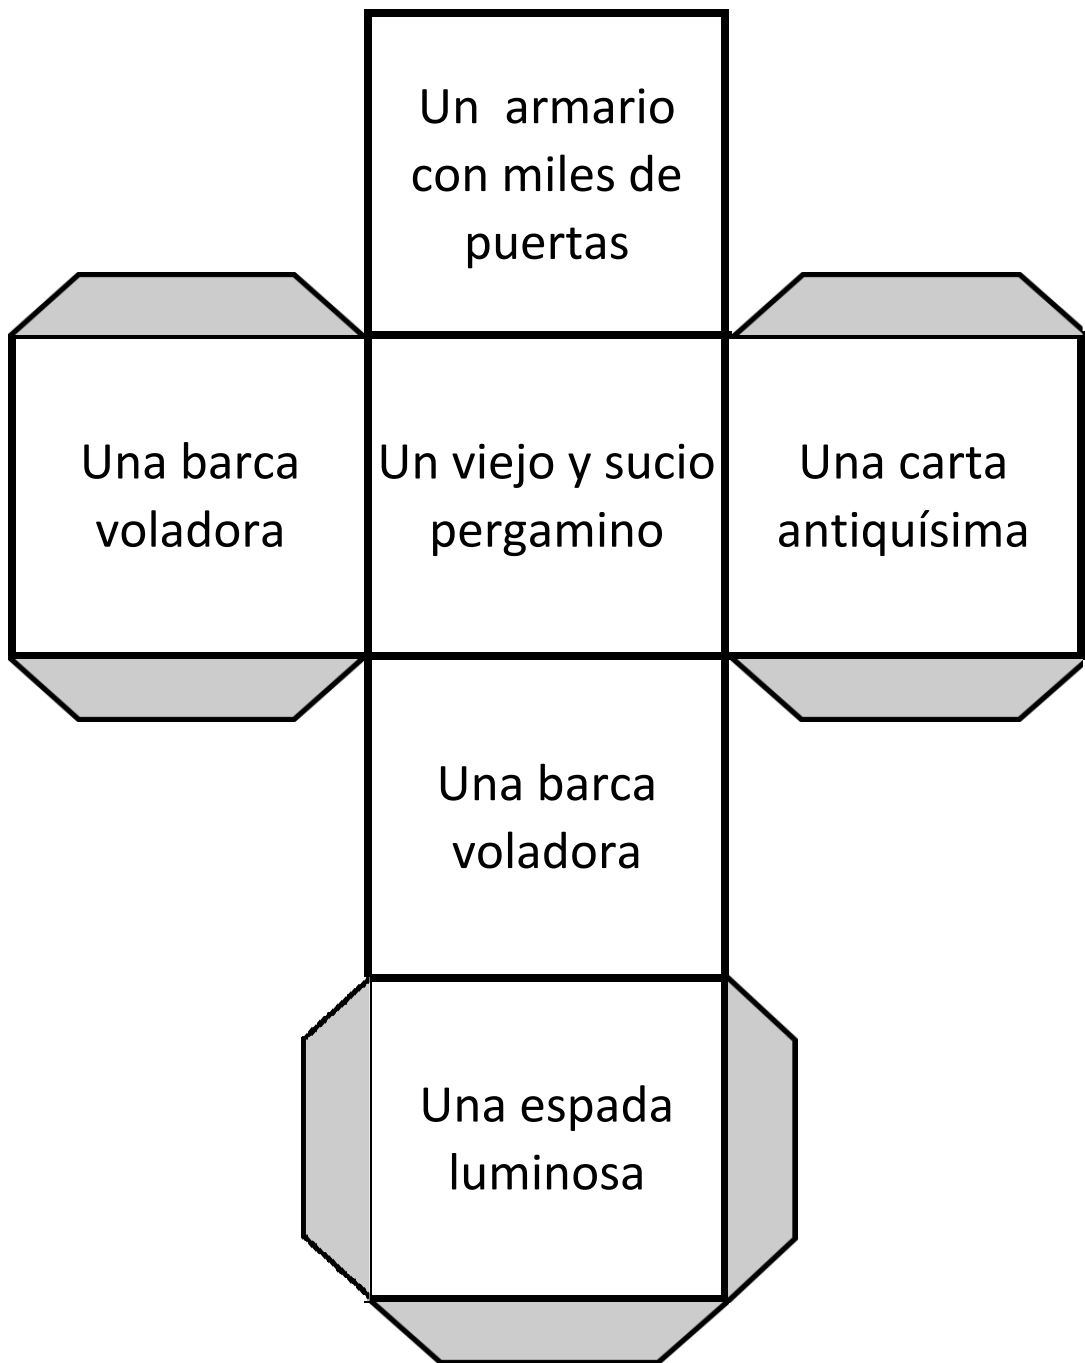 Un armario
con miles de
puertas
Una barca
voladora
Un viejo y sucio
pergamino
Una carta
antiquísima
Una barca
voladora
Una espada
luminosa